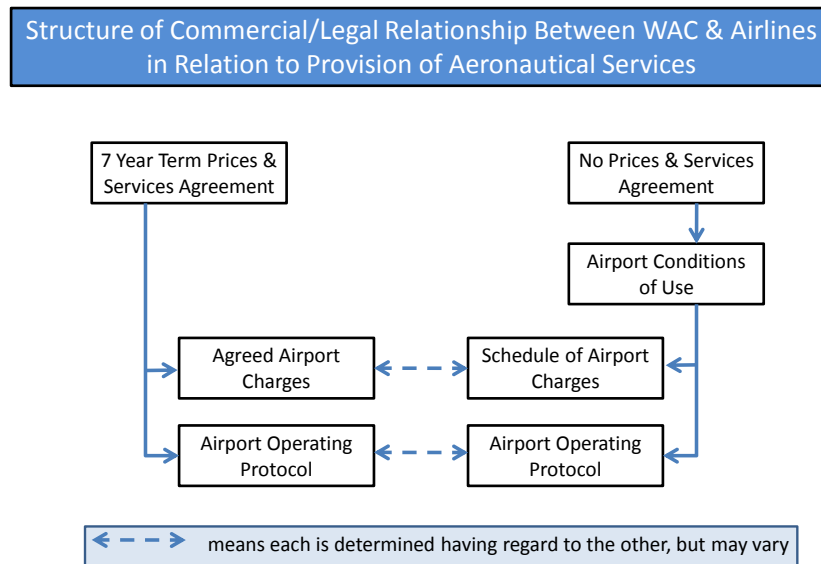 Structure of Commercial/Legal Relationship Between WAC & Airlines
in Relation to Provision of Aeronautical Services
7 Year Term Prices &
Services Agreement
No Prices & Services
Agreement
Airport Conditions
of Use
Agreed Airport
Charges
Schedule of Airport
Charges
Airport Operating
Protocol
Airport Operating
Protocol
means each is determined having regard to the other, but may vary